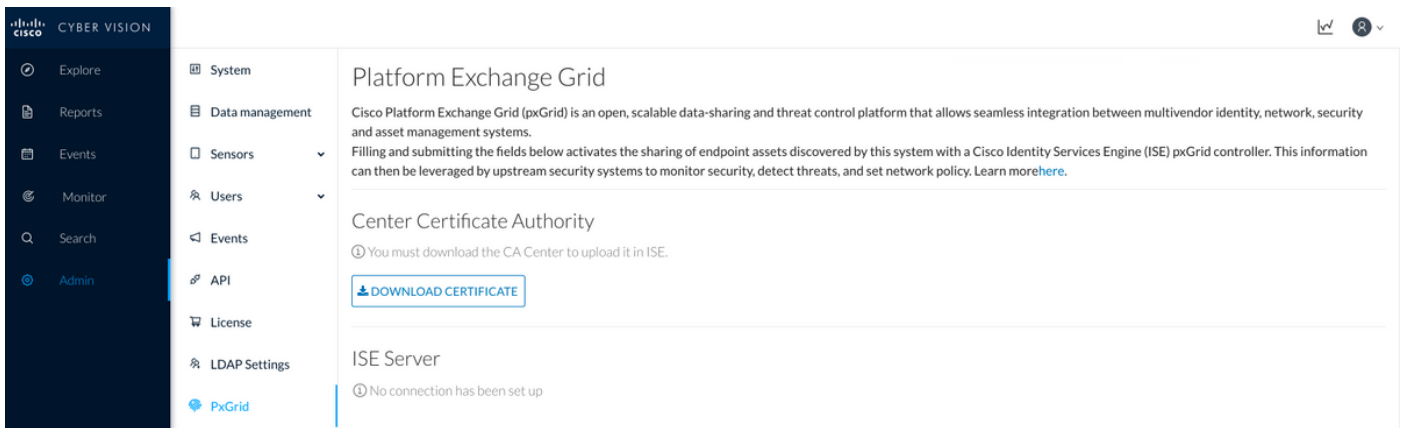 cisco CYBER VISION
Explore
Reports
Events
Monitor
Search
Admin
System
Data management
Sensors
Users
Events
API
License
LDAP Settings
PxGrid
Platform Exchange Grid
Cisco Platform Exchange Grid (pxGrid) is an open, scalable data-sharing and threat control platform that allows seamless integration between multivendor identity, network, security
and asset management systems.
Filling and submitting the fields below activates the sharing of endpoint assets discovered by this system with a Cisco Identity Services Engine (ISE) pxGrid controller. This information
can then be leveraged by upstream security systems to monitor security, detect threats, and set network policy. Learn morehere.
Center Certificate Authority
You must download the CA Center to upload it in ISE.
DOWNLOAD CERTIFICATE
ISE Server
No connection has been set up